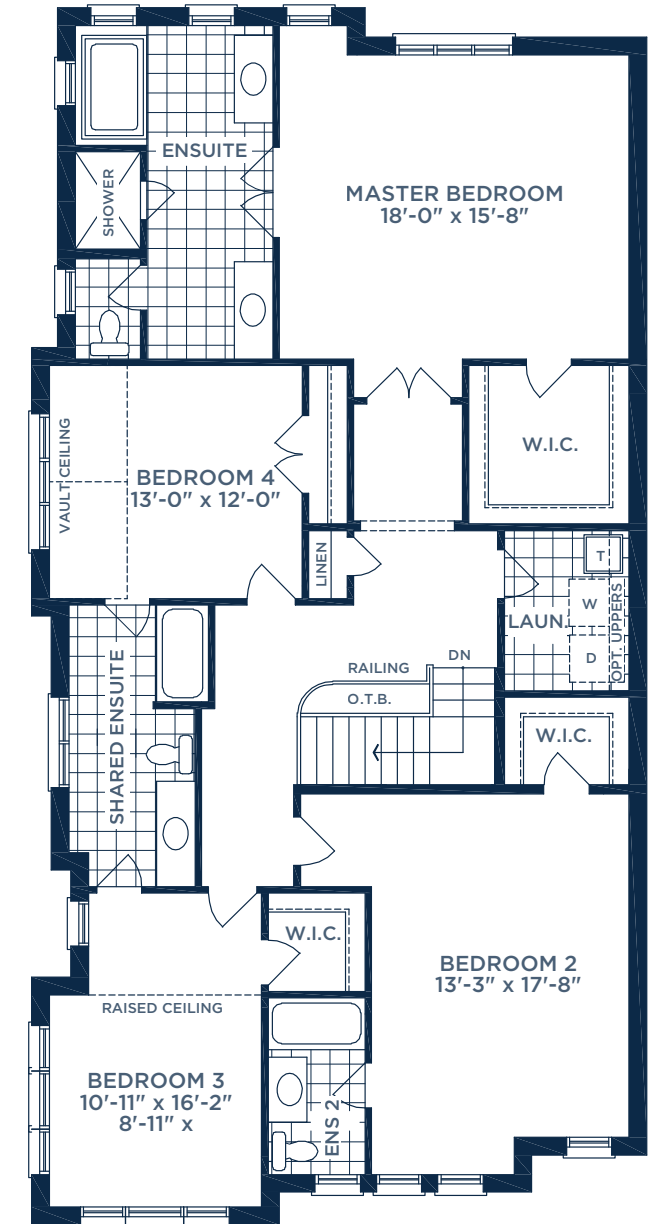 ENSUITE
SHOWER
MASTER BEDROOM
18'-0" x 15'-8"
VAULT CEILING
BEDROOM 4
13'-0" x 12'-0"
W.I.C.
LINEN
T
W
LAUN.
D
OPT. UPPERS
RAILING
DN
O.T.B.
SHARED ENSUITE
W.I.C.
W.I.C.
BEDROOM 2
13'-3" x 17'-8"
RAISED CEILING
BEDROOM 3
10'-11" x 16'-2"
8'-11" x
ENS 2